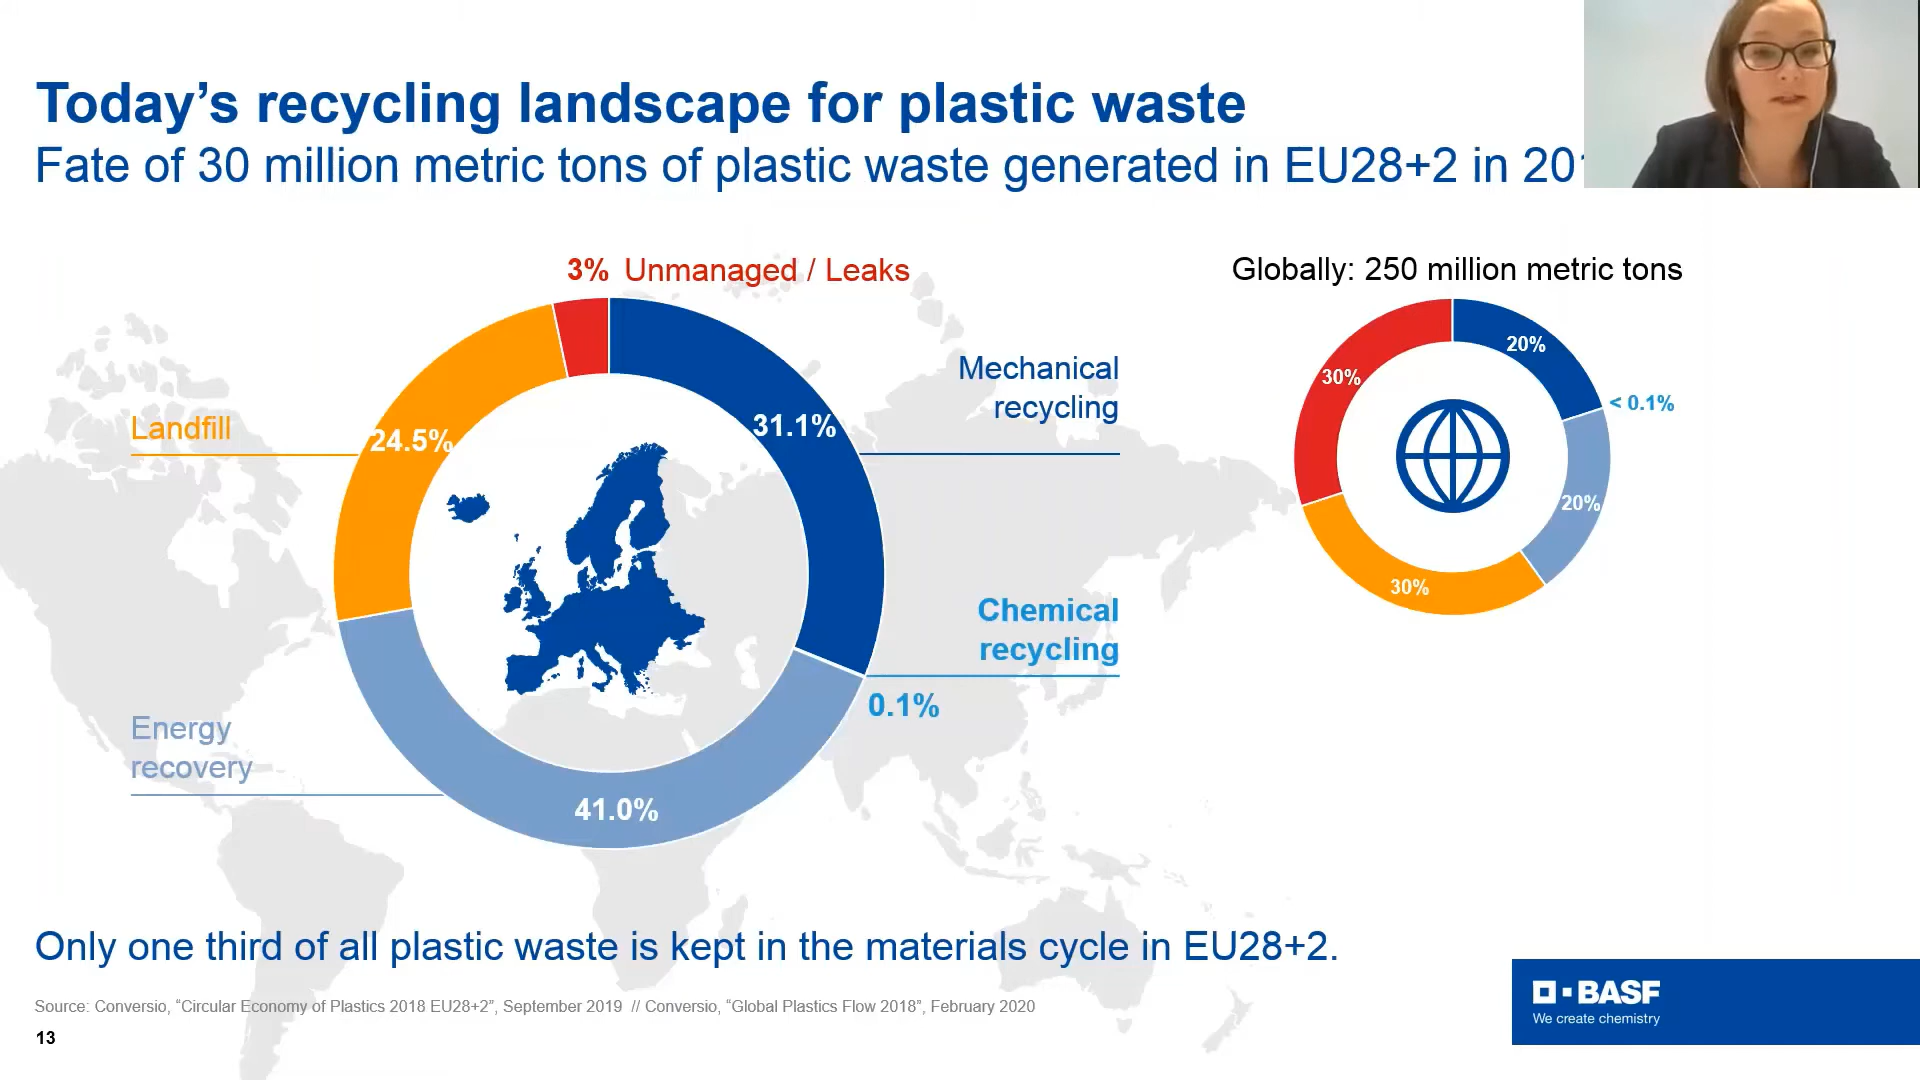 Today's recycling landscape for plastic waste
Fate of 30 million metric tons of plastic waste generated in EU28+2 in
3% Unmanaged / Leaks
Globally: 250 million metric tons
Mechanical
recycling
Landfill
24.5%
31.1%
Chemical
recycling
0.1%
Energy
recovery
41.0%
20%
< 0.1%
20%
30%
30%
Only one third of all plastic waste is kept in the materials cycle in EU28+2.
Source: Conversio, “Circular Economy of Plastics 2018 EU28+2”, September 2019 // Conversio, “Global Plastics Flow 2018”, February 2020
13
BASF
We create chemistry